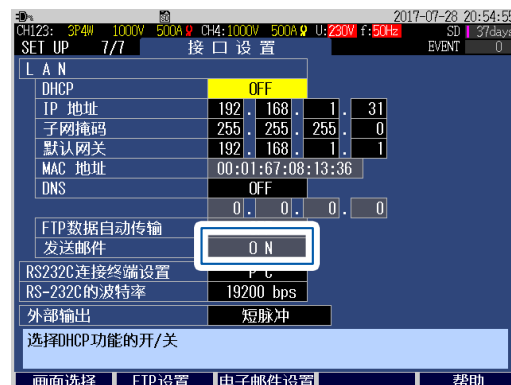 2017-07-28 20:54:55
CH123: 3P4W 1000V 500A CH4:1000V 500A U:230V f:50Hz SD 37days
SET UP 7/7 接口设置 EVENT 0
LAN
DHCP OFF
IP 地址 192. 168. 1. 31
子网掩码 255. 255. 255. 0
默认网关 192. 168. 1. 1
MAC 地址 00:01:67:08:13:36
DNS OFF
0. 0. 0. 0
FTP数据自动传输
发送邮件 ON
RS232C连接终端设置 PC
RS-232C的波特率 19200 bps
外部输出 短脉冲
选择DHCP功能的开/关
画面选择 FTP设置 电子邮件设置 帮助